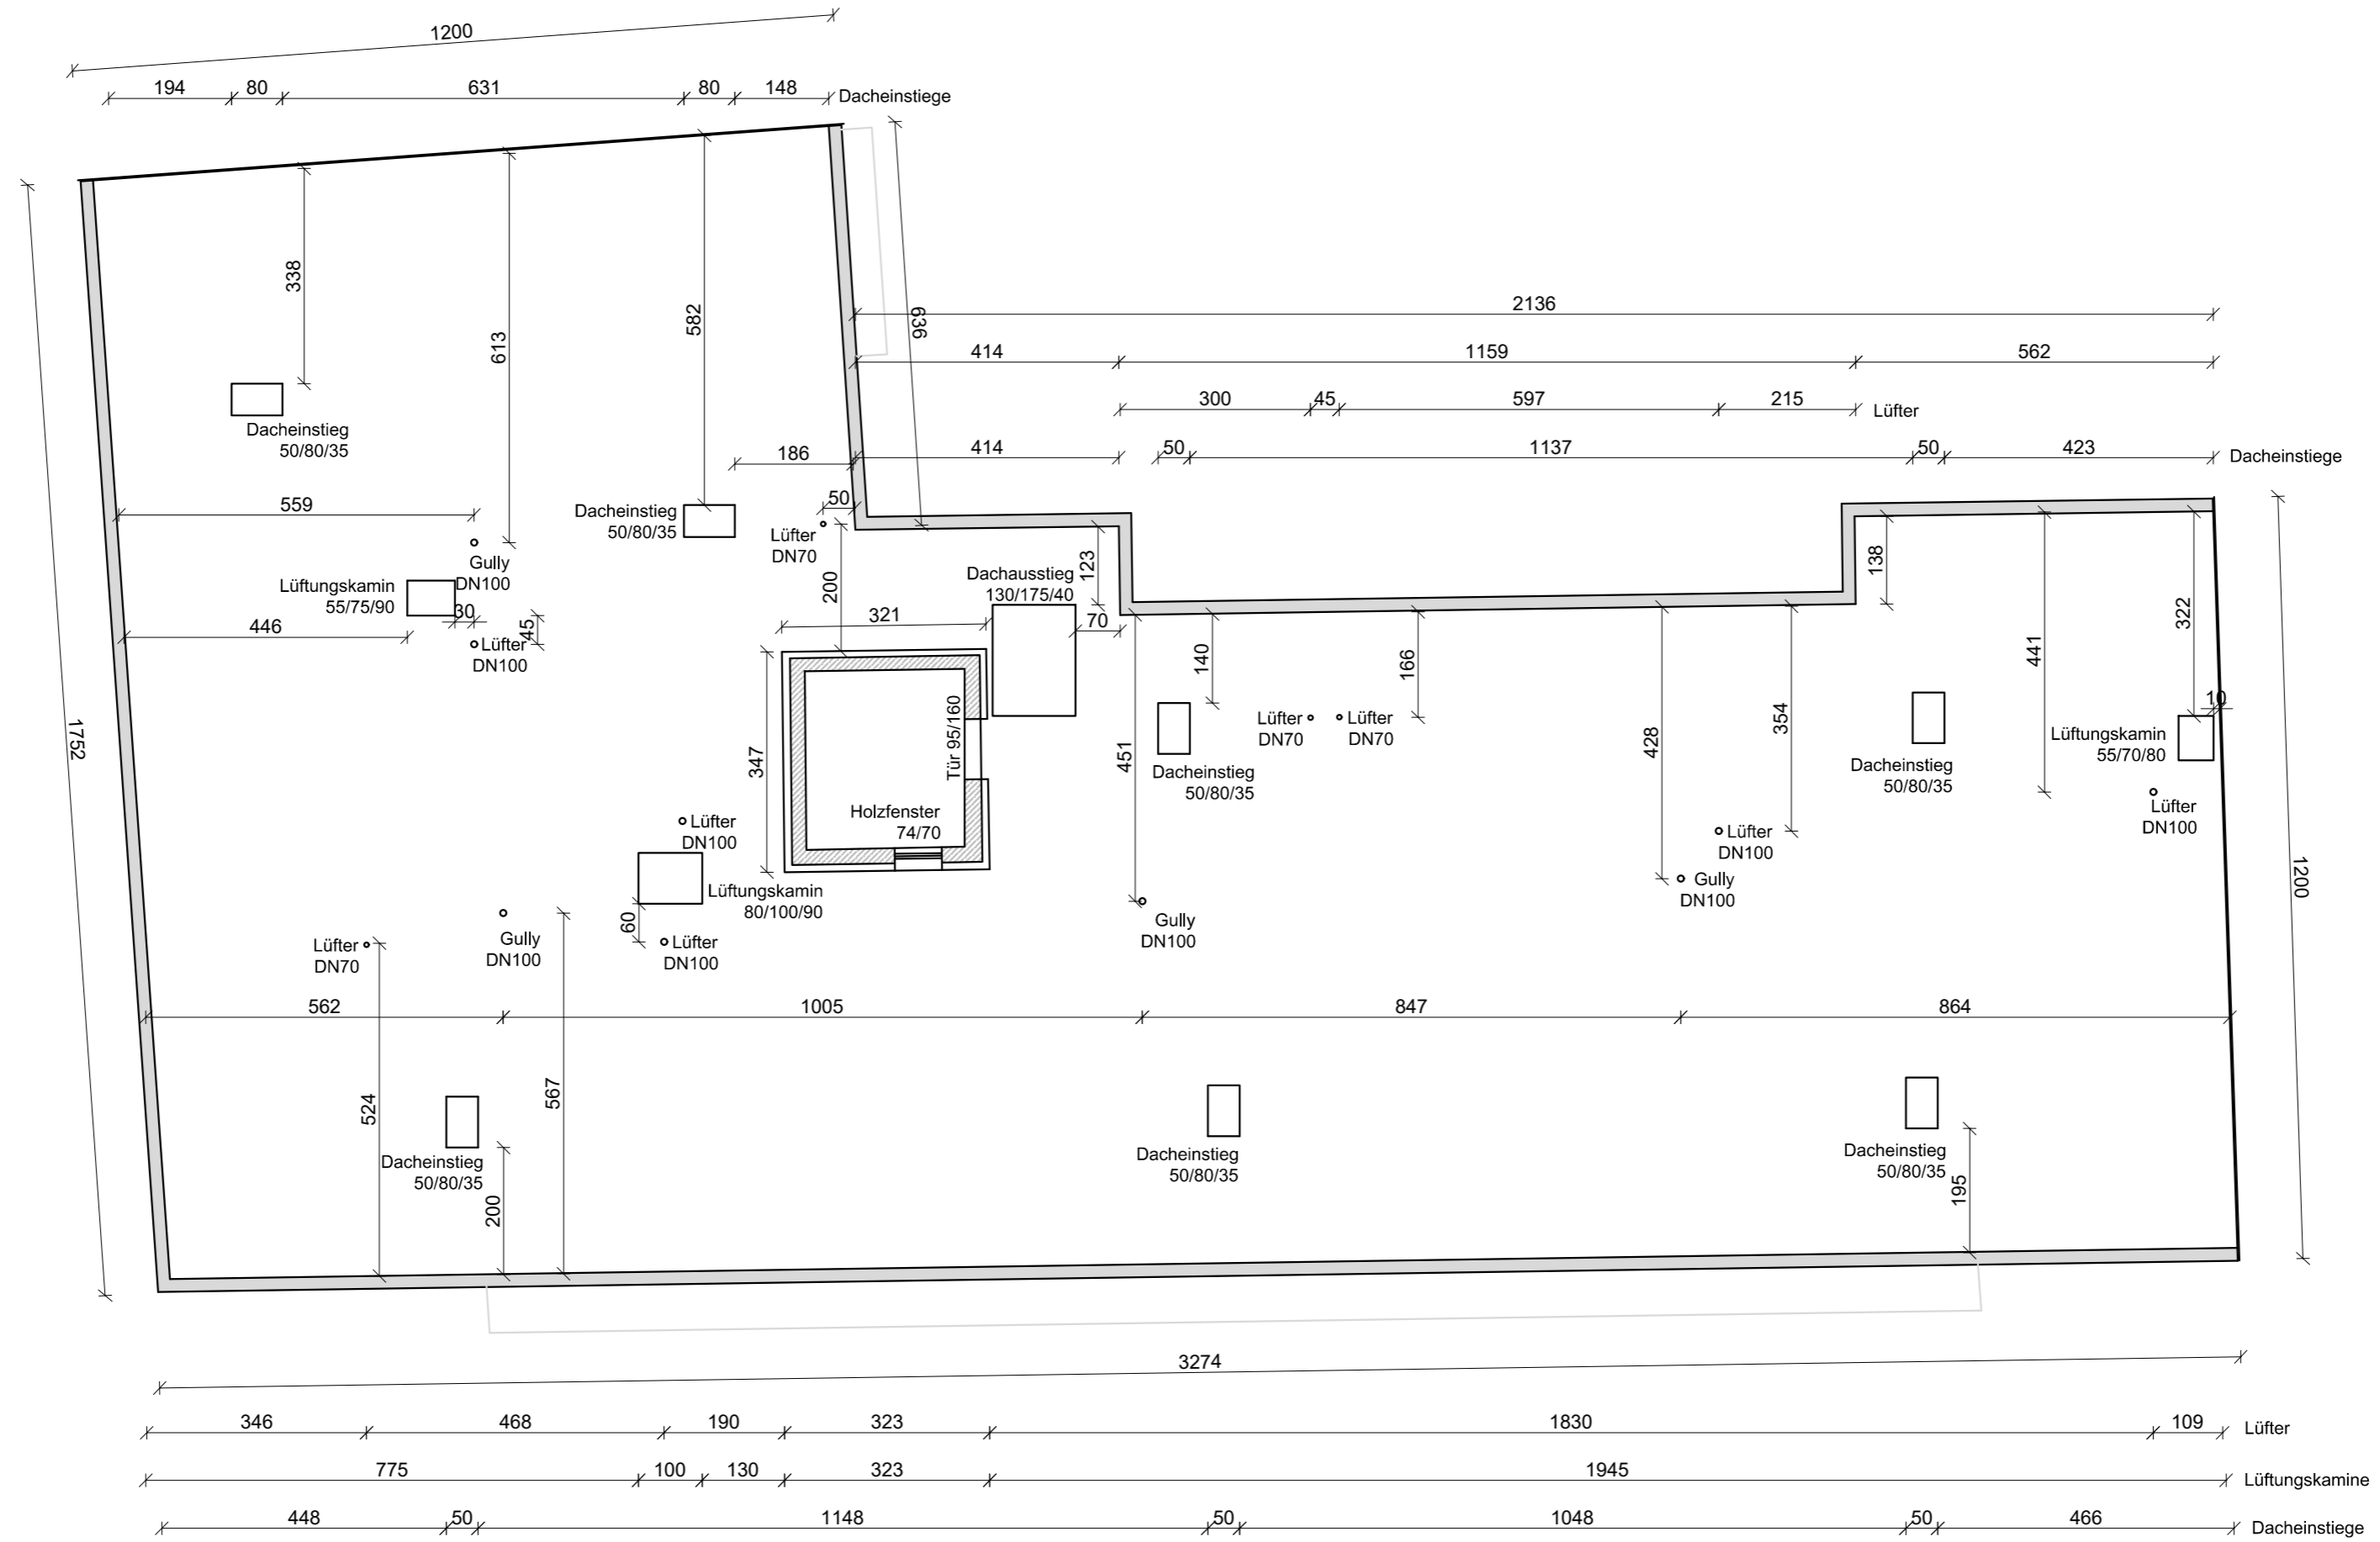 1200
194 80 631 80 148 Dacheinstiege
338
613
582
636
2136
414 1159 562
300 45 597 215 Lüfter
414 50 1137 50 423 Dacheinstiege
186
50
Dacheinstieg
50/80/35
559
Dacheinstieg
50/80/35
Lüfter
DN70
Gully
DN100
Lüftungskamin
55/75/90
30
45
446
Lüfter
DN100
200
321
Dachausstieg
130/175/40
123
70
138
322
441
10
140
166
1752
347
Tür 95/160
Holzfenster
74/70
451
Lüfter
DN70
Lüfter
DN70
428
354
Dacheinstieg
50/80/35
Dacheinstieg
50/80/35
Lüftungskamin
55/70/80
Lüfter
DN100
Lüfter
DN100
Lüfter
DN100
Gully
DN100
1200
Lüftungskamin
80/100/90
60
Lüfter
DN100
Gully
DN100
Lüfter
DN70
Gully
DN100
562 1005 847 864
524
567
Dacheinstieg
50/80/35
200
Dacheinstieg
50/80/35
Dacheinstieg
50/80/35
195
3274
346 468 190 323 1830 109 Lüfter
775 100 130 323 1945 Lüftungskamine
448 50 1148 50 1048 50 466 Dacheinstiege